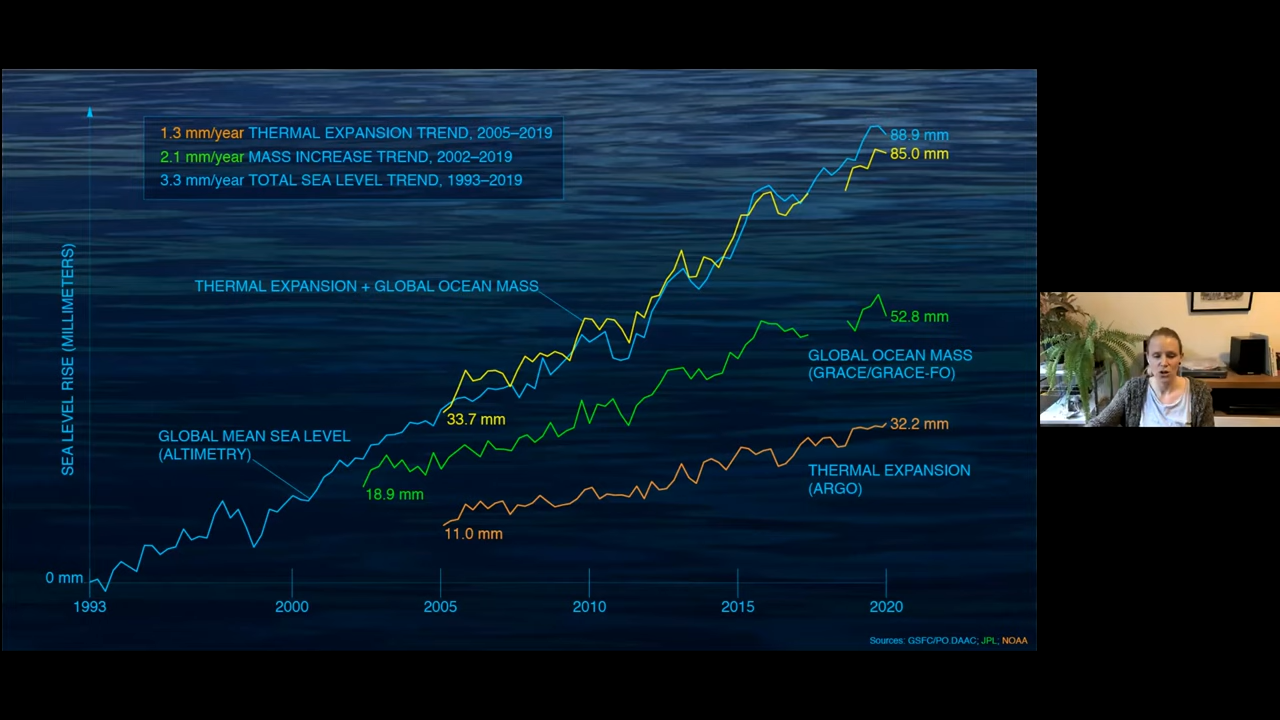 1.3 mm/year THERMAL EXPANSION TREND, 2005–2019
2.1 mm/year MASS INCREASE TREND, 2002–2019
3.3 mm/year TOTAL SEA LEVEL TREND, 1993–2019
88.9 mm
85.0 mm
SEA LEVEL RISE (MILLIMETERS)
THERMAL EXPANSION + GLOBAL OCEAN MASS
52.8 mm
GLOBAL OCEAN MASS
(GRACE/GRACE-FO)
33.7 mm
32.2 mm
GLOBAL MEAN SEA LEVEL
(ALTIMETRY)
THERMAL EXPANSION
(ARGO)
18.9 mm
11.0 mm
0 mm
1993
2000
2005
2010
2015
2020
Sources: GSFC/PO.DAAC; JPL; NOAA